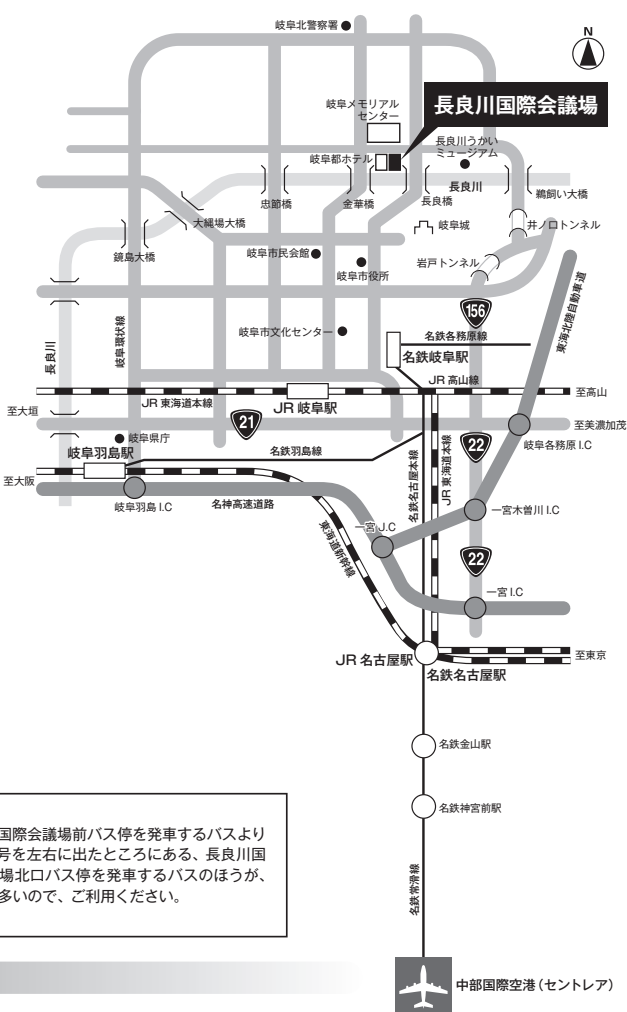 岐阜北警察署
N
岐阜メモリアル
センター
長良川国際会議場
長良川うかい
ミュージアム
岐阜都ホテル
長良川
忠節橋
金華橋
長良橋
鵜飼い大橋
大縄場大橋
岐阜城
井ノ口トンネル
鏡島大橋
岐阜市民会館
岐阜市役所
岩戸トンネル
東海北陸自動車道
156
長良川
岐阜環状線
岐阜市文化センター
名鉄各務原線
名鉄岐阜駅
JR 高山線
至高山
JR 東海道本線
JR 岐阜駅
至大垣
21
至美濃加茂
岐阜県庁
岐阜羽島駅
名鉄羽島線
名鉄名古屋本線
JR 東海道本線
22
岐阜各務原 I.C
至大阪
岐阜羽島 I.C
名神高速道路
東海道新幹線
一宮 J.C
一宮木曽川 I.C
22
一宮 I.C
JR 名古屋駅
名鉄名古屋駅
至東京
名鉄金山駅
名鉄神宮前駅
国際会議場前バス停を発車するバスより
号を左右に出たところにある、長良川国
場北口バス停を発車するバスのほうが、
多いので、ご利用ください。
名鉄常滑線
中部国際空港（セントレア）